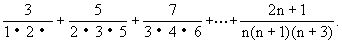 3/(1•2•) + 5/(2•3•5) + 7/(3•4•6) +···+ (2n+1)/(n(n+1)(n+3)).